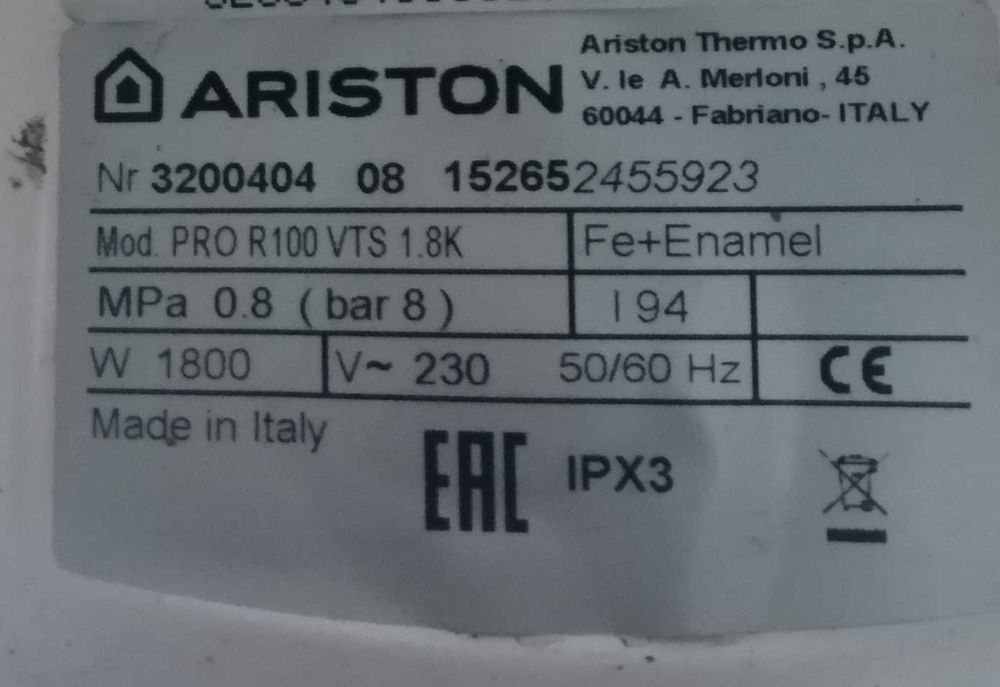 ARISTON
Ariston Thermo S.p.A.
V. le A. Merloni , 45
60044 - Fabriano- ITALY
Nr 3200404 08 152652455923
Mod. PRO R100 VTS 1.8K
Fe+Enamel
MPa 0.8 ( bar 8 )
l 94
W 1800
V~ 230 50/60 Hz
CE
Made in Italy
EAC
IPX3